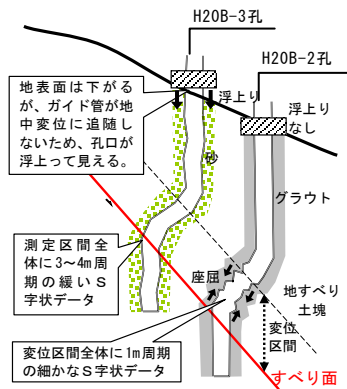 H20B-3孔
H20B-2孔
地表面は下がる
が、ガイド管が地
中変位に追随し
ないため、孔口が
浮上って見える。
浮上り
浮上り
なし
砂
グラウト
測定区間全
体に3～4m周
期の緩いＳ
字状データ
座屈
地すべり
土塊
変位
区間
変位区間全体に1m周期
の細かなＳ字状データ
すべり面